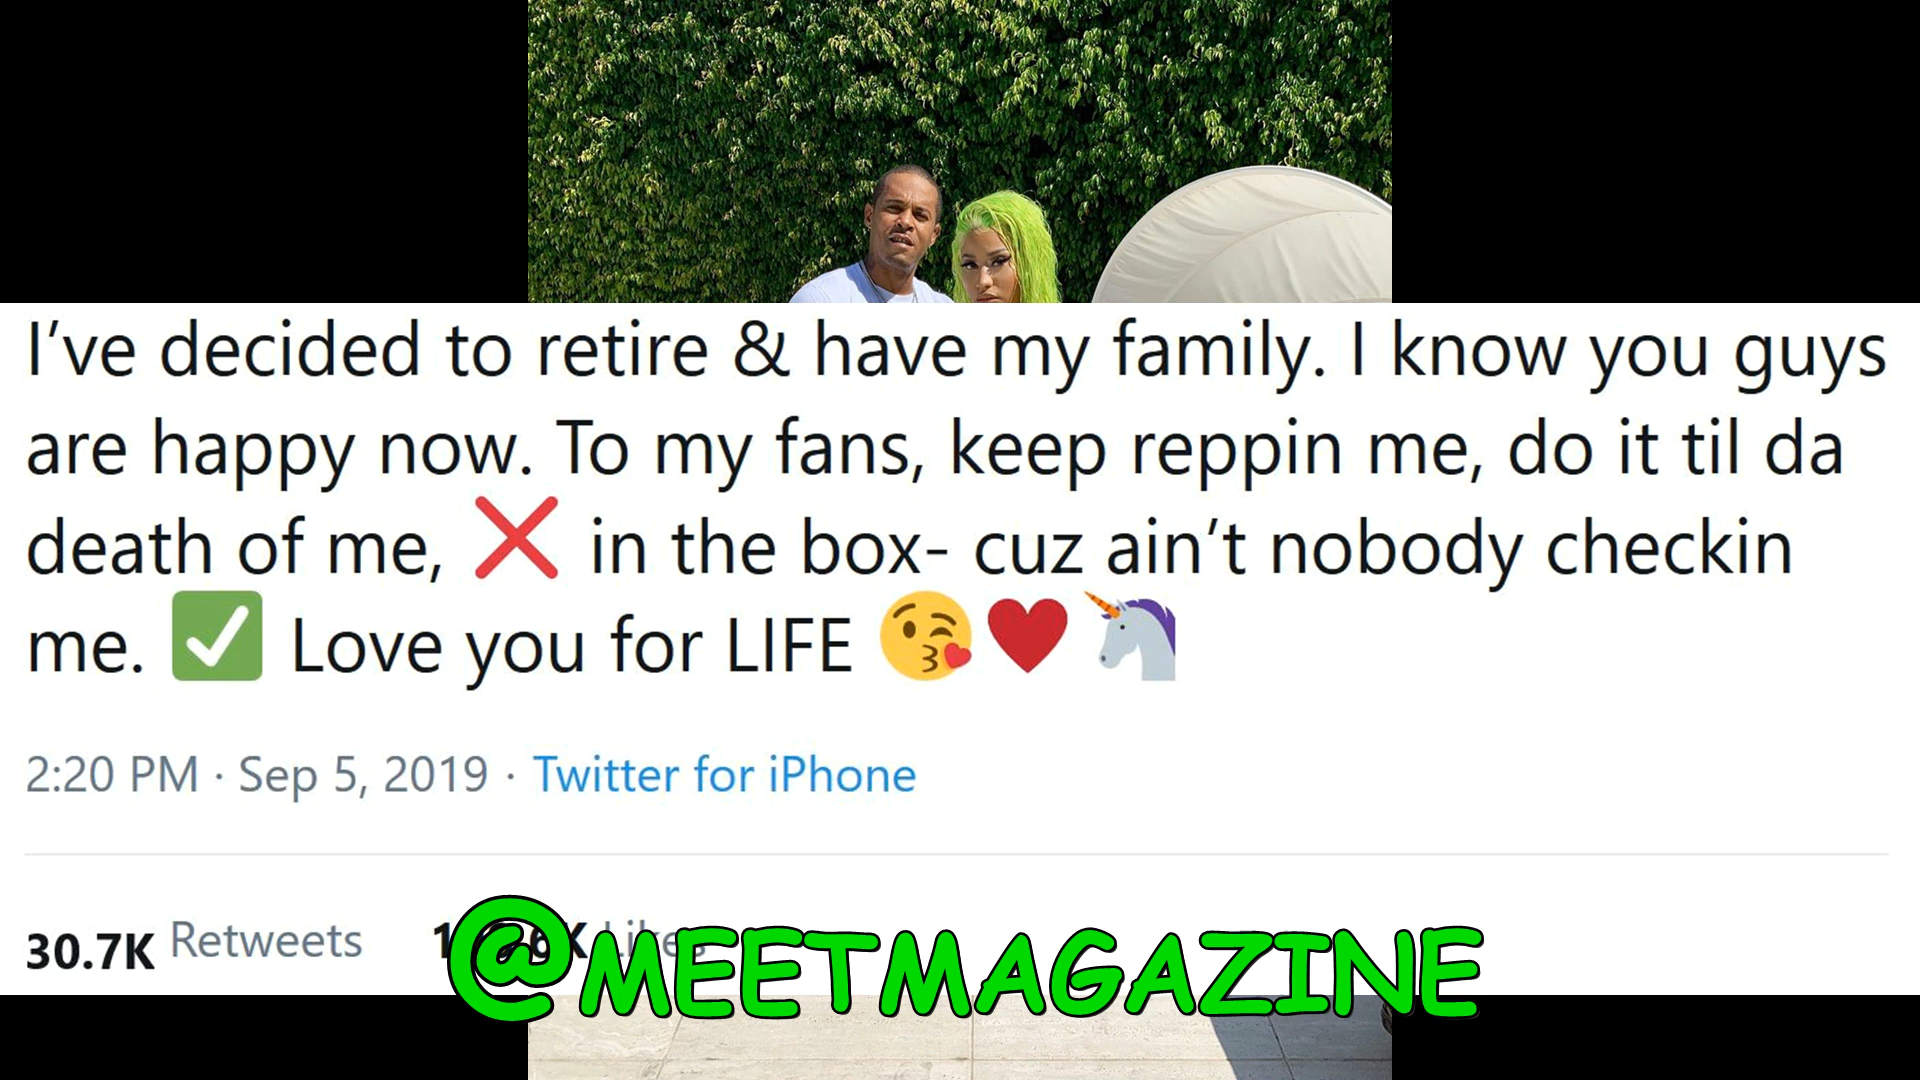 I’ve decided to retire & have my family. I know you guys
are happy now. To my fans, keep reppin me, do it til da
death of me, ❌ in the box- cuz ain’t nobody checkin
me. ✅ Love you for LIFE 😘❤️🦄
2:20 PM · Sep 5, 2019 · Twitter for iPhone
30.7K Retweets Likes
@MEETMAGAZINE